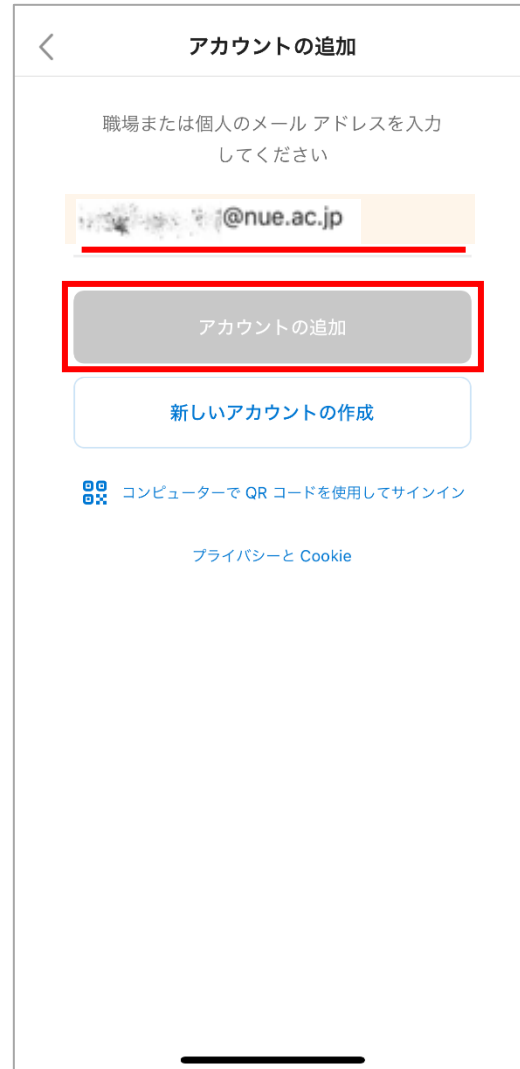 アカウントの追加
職場または個人のメール アドレスを入力
してください
@nue.ac.jp
アカウントの追加
新しいアカウントの作成
コンピューターで QR コードを使用してサインイン
プライバシーと Cookie